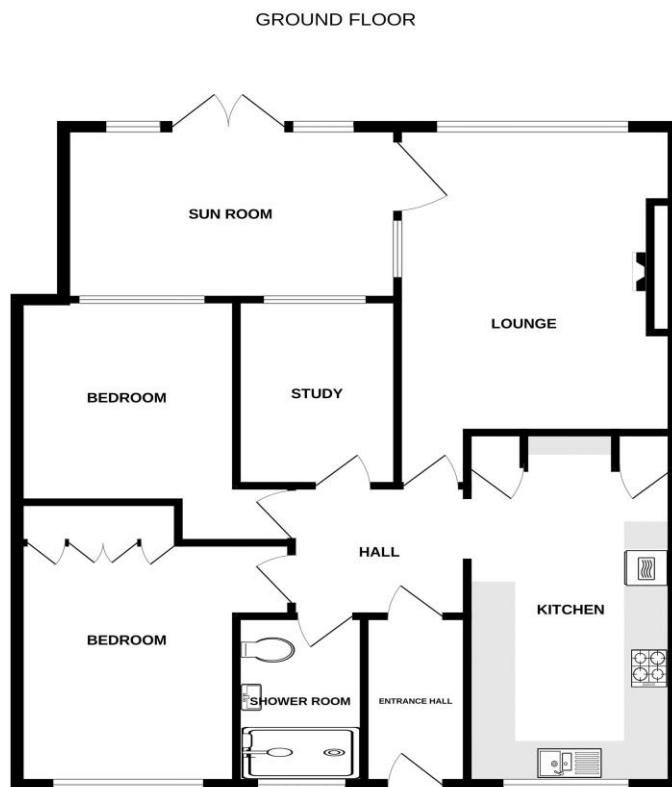 GROUND FLOOR
SUN ROOM
LOUNGE
BEDROOM
STUDY
HALL
KITCHEN
BEDROOM
SHOWER ROOM
ENTRANCE HALL